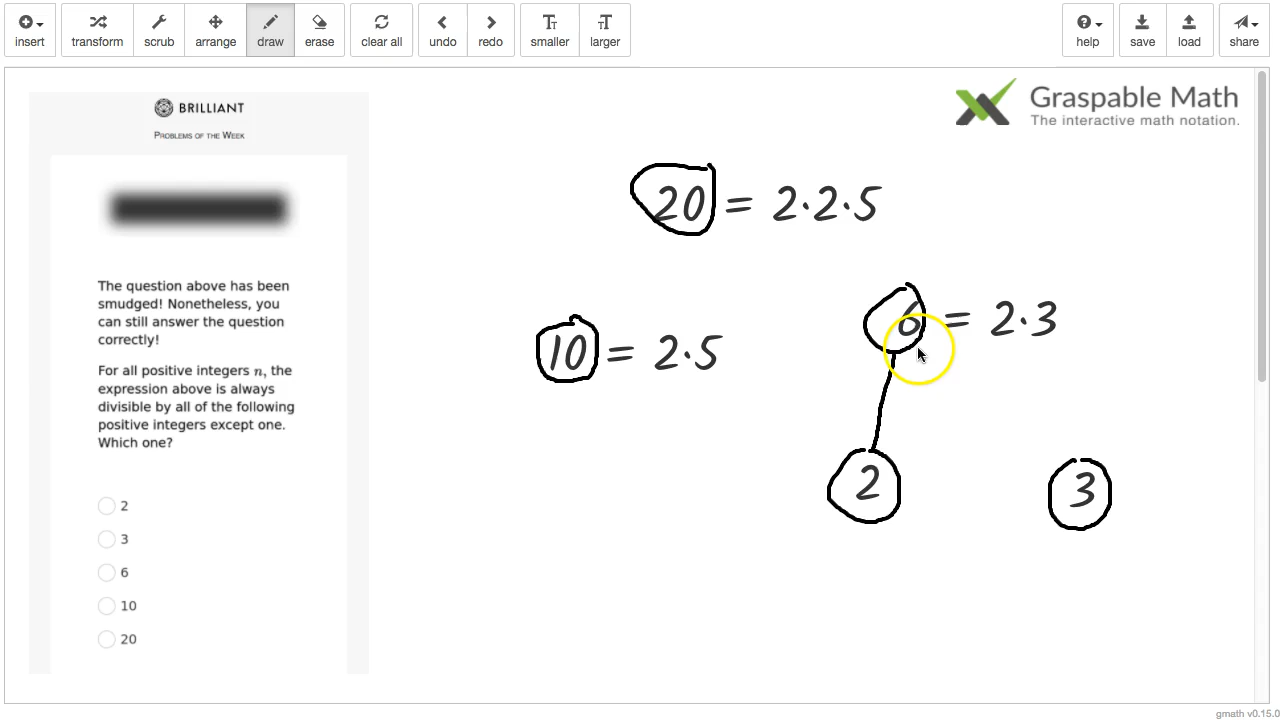 insert
transform
scrub
arrange
draw
erase
clear all
undo
redo
smaller
larger
help
save
load
share
BRILLIANT
PROBLEMS OF THE WEEK
The question above has been
smudged! Nonetheless, you
can still answer the question
correctly!
For all positive integers n, the
expression above is always
divisible by all of the following
positive integers except one.
Which one?
2
3
6
10
20
Graspable Math
The interactive math notation.
20 = 2·2·5
6 = 2·3
10 = 2·5
2
3
gmath v0.15.0